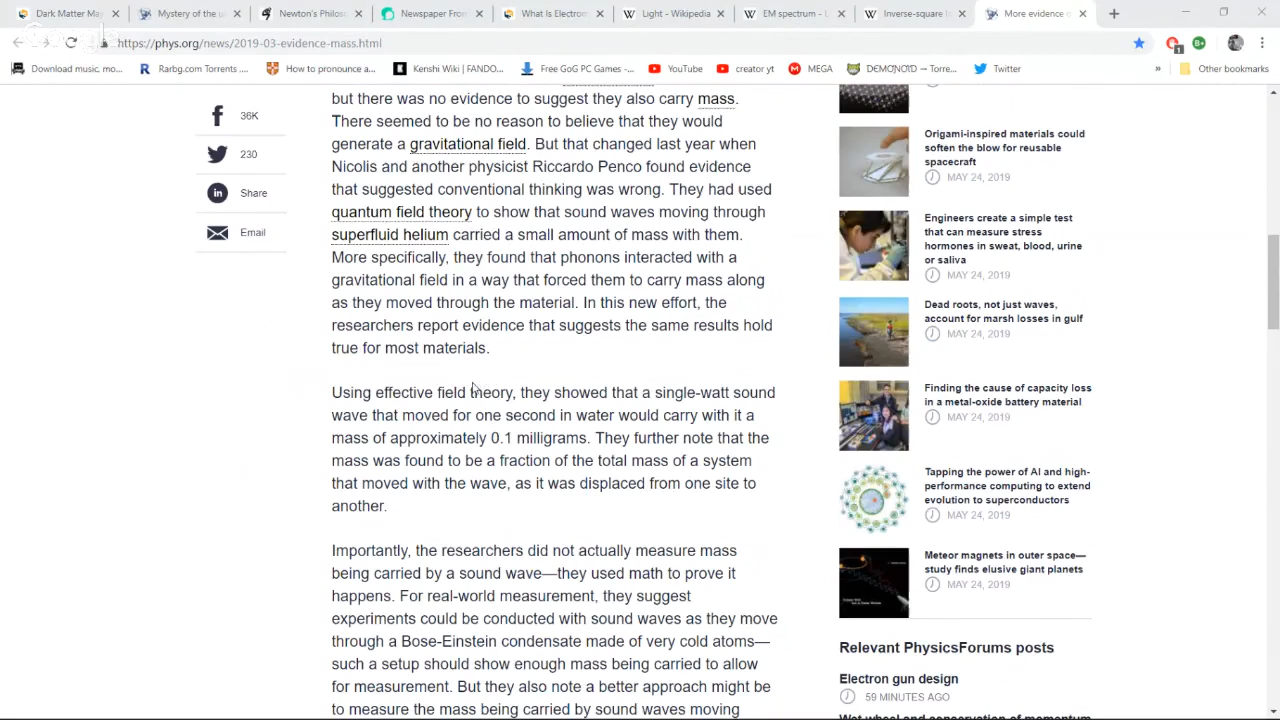 Dark Matter Ma
Mystery of the u
Newton's Philos
Newspaper From
What Is Electron
Light - Wikipedia
EM spectrum - L
Inverse-square l
More evidence o
https://phys.org/news/2019-03-evidence-mass.html
1
Download music, mo...
Rarbg.com Torrents ....
How to pronounce a...
Kenshi Wiki | FANDO...
Free GoG PC Games -...
YouTube
creator yt
MEGA
DEMONOID — Torre...
Twitter
»
Other bookmarks
36K
230
Share
Email
but there was no evidence to suggest they also carry mass.
There seemed to be no reason to believe that they would
generate a gravitational field. But that changed last year when
Nicolis and another physicist Riccardo Penco found evidence
that suggested conventional thinking was wrong. They had used
quantum field theory to show that sound waves moving through
superfluid helium carried a small amount of mass with them.
More specifically, they found that phonons interacted with a
gravitational field in a way that forced them to carry mass along
as they moved through the material. In this new effort, the
researchers report evidence that suggests the same results hold
true for most materials.
Using effective field theory, they showed that a single-watt sound
wave that moved for one second in water would carry with it a
mass of approximately 0.1 milligrams. They further note that the
mass was found to be a fraction of the total mass of a system
that moved with the wave, as it was displaced from one site to
another.
Importantly, the researchers did not actually measure mass
being carried by a sound wave—they used math to prove it
happens. For real-world measurement, they suggest
experiments could be conducted with sound waves as they move
through a Bose-Einstein condensate made of very cold atoms—
such a setup should show enough mass being carried to allow
for measurement. But they also note a better approach might be
to measure the mass being carried by sound waves moving
Origami-inspired materials could
soften the blow for reusable
spacecraft
MAY 24, 2019
Engineers create a simple test
that can measure stress
hormones in sweat, blood, urine
or saliva
MAY 24, 2019
Dead roots, not just waves,
account for marsh losses in gulf
MAY 24, 2019
Finding the cause of capacity loss
in a metal-oxide battery material
MAY 24, 2019
Tapping the power of AI and high-
performance computing to extend
evolution to superconductors
MAY 24, 2019
Meteor magnets in outer space—
study finds elusive giant planets
MAY 24, 2019
Relevant PhysicsForums posts
Electron gun design
59 MINUTES AGO
Wat wheel and conservation of momentum